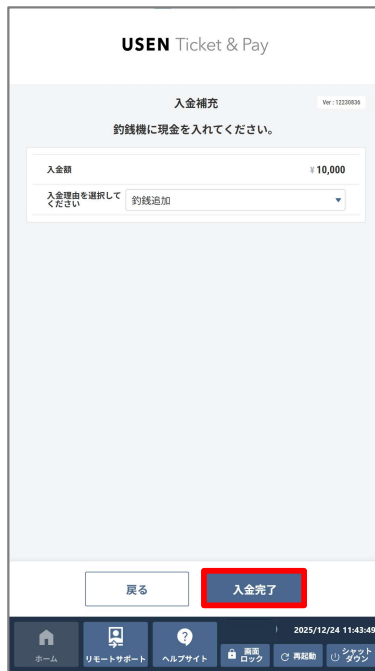 USEN Ticket & Pay
入金補充
Ver : 12230836
釣銭機に現金を入れてください。
入金額
¥ 10,000
入金理由を選択して
ください
釣銭追加
戻る
入金完了
2025/12/24 11:43:49
ホーム
リモートサポート
ヘルプサイト
画面
ロック
再起動
シャット
ダウン